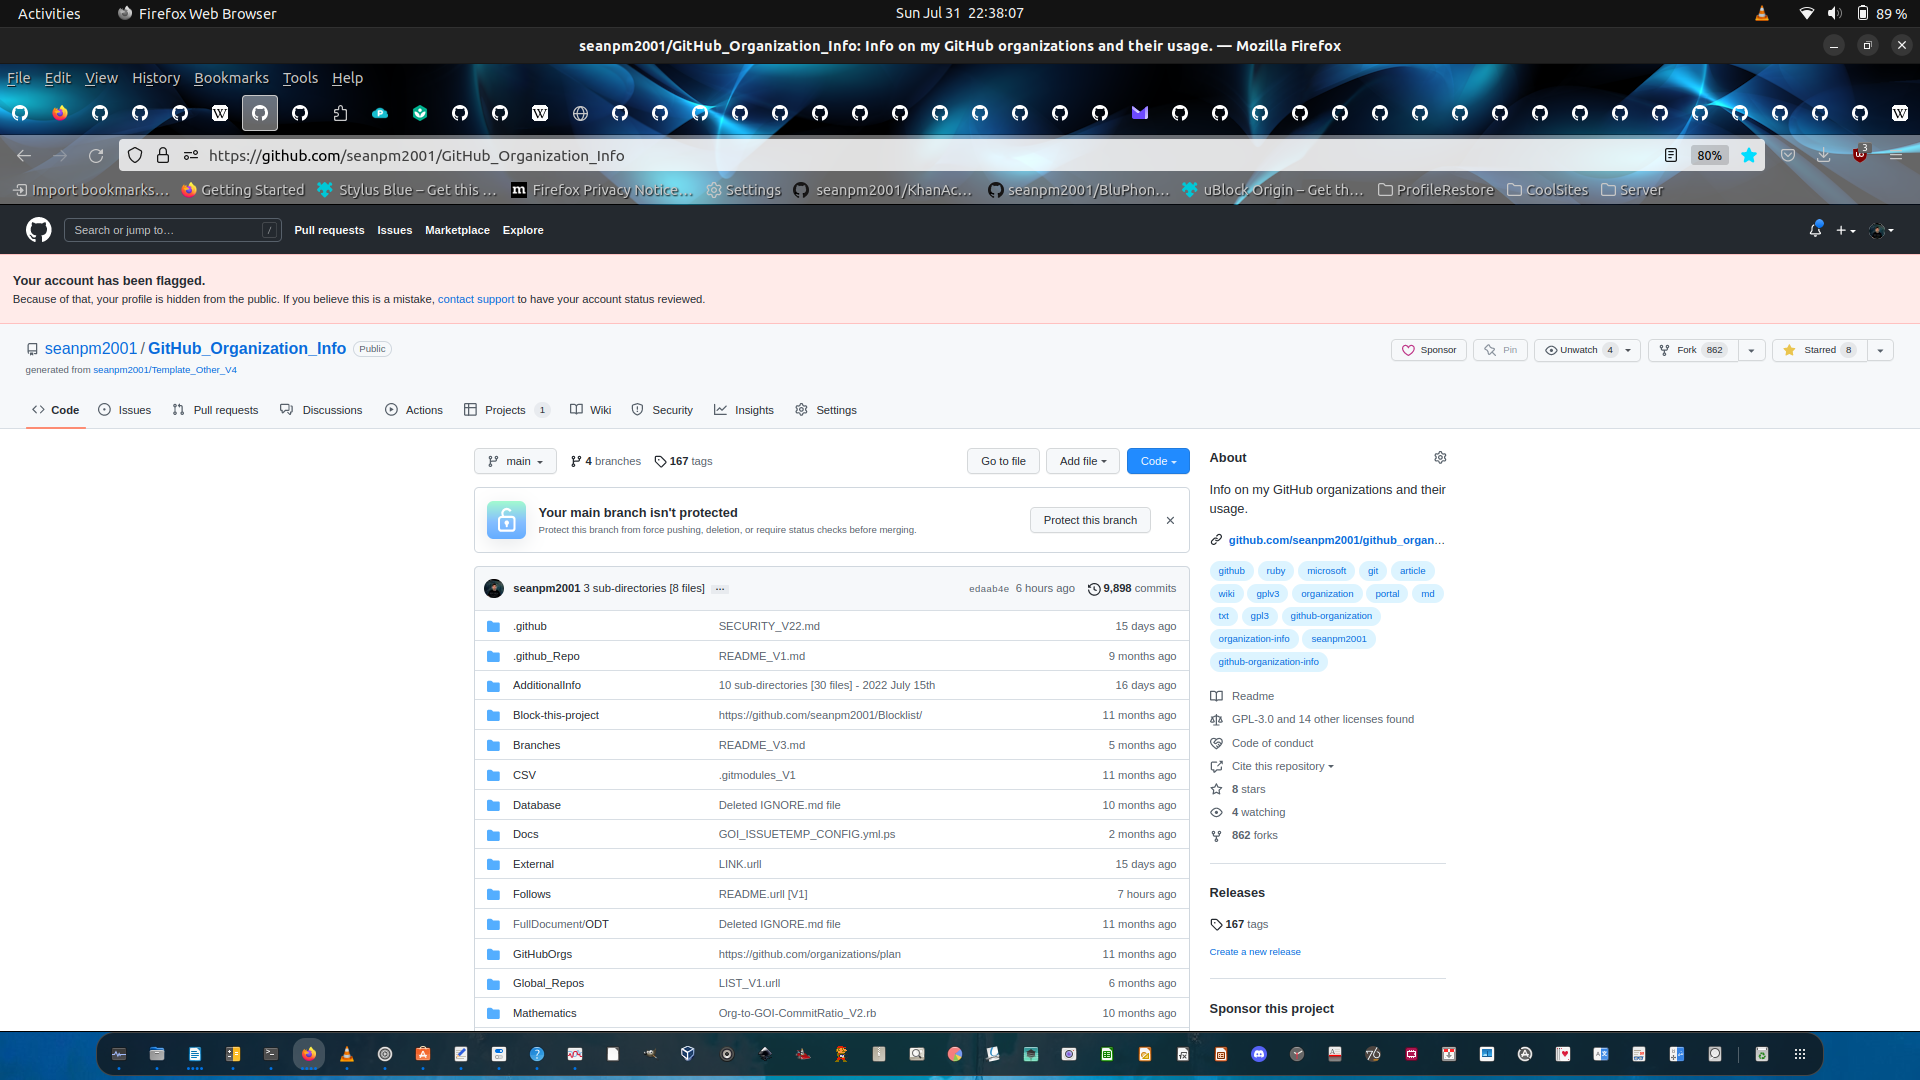 Activities
Firefox Web Browser
Sun Jul 31 22:38:07
89 %
seanpm2001/GitHub_Organization_Info: Info on my GitHub organizations and their usage. — Mozilla Firefox
File Edit View History Bookmarks Tools Help
https://github.com/seanpm2001/GitHub_Organization_Info
80%
3
Import bookmarks…
Getting Started
Stylus Blue – Get this …
Firefox Privacy Notice…
Settings
seanpm2001/KhanAc…
seanpm2001/BluPhon…
uBlock Origin – Get th…
ProfileRestore
CoolSites
Server
Search or jump to…
/
Pull requests
Issues
Marketplace
Explore
Your account has been flagged.
Because of that, your profile is hidden from the public. If you believe this is a mistake, contact support to have your account status reviewed.
seanpm2001 / GitHub_Organization_Info
Public
Sponsor
Pin
Unwatch 4
Fork 862
Starred 8
generated from seanpm2001/Template_Other_V4
Code
Issues
Pull requests
Discussions
Actions
Projects 1
Wiki
Security
Insights
Settings
main
4 branches
167 tags
Go to file
Add file
Code
Your main branch isn't protected
Protect this branch from force pushing, deletion, or require status checks before merging.
Protect this branch
seanpm2001 3 sub-directories [8 files] …
edaab4e 6 hours ago
9,898 commits
.github SECURITY_V22.md 15 days ago
.github_Repo README_V1.md 9 months ago
AdditionalInfo 10 sub-directories [30 files] - 2022 July 15th 16 days ago
Block-this-project https://github.com/seanpm2001/Blocklist/ 11 months ago
Branches README_V3.md 5 months ago
CSV .gitmodules_V1 11 months ago
Database Deleted IGNORE.md file 10 months ago
Docs GOI_ISSUETEMP_CONFIG.yml.ps 2 months ago
External LINK.urll 15 days ago
Follows README.urll [V1] 7 hours ago
FullDocument/ODT Deleted IGNORE.md file 11 months ago
GitHubOrgs https://github.com/organizations/plan 11 months ago
Global_Repos LIST_V1.urll 6 months ago
Mathematics Org-to-GOI-CommitRatio_V2.rb 10 months ago
About
Info on my GitHub organizations and their
usage.
github.com/seanpm2001/github_organ…
github ruby microsoft git article
wiki gplv3 organization portal md
txt gpl3 github-organization
organization-info seanpm2001
github-organization-info
Readme
GPL-3.0 and 14 other licenses found
Code of conduct
Cite this repository
8 stars
4 watching
862 forks
Releases
167 tags
Create a new release
Sponsor this project